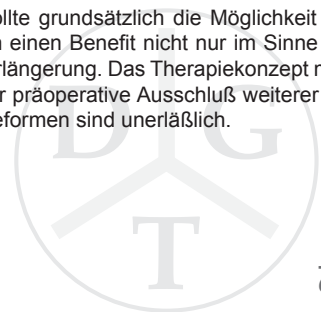 ollte grundsätzlich die Möglichkeit
einen Benefit nicht nur im Sinne
rlängerung. Das Therapiekonzept
r präoperative Ausschluß weiterer
eformen sind unerläßlich.
D G
T